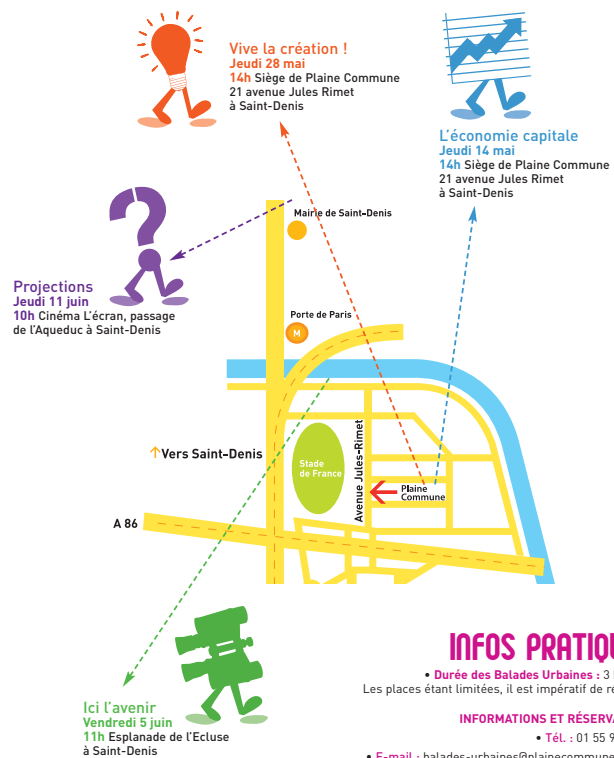 Vive la création !
Jeudi 28 mai
14h Siège de Plaine Commune
21 avenue Jules Rimet
à Saint-Denis
L'économie capitale
Jeudi 14 mai
14h Siège de Plaine Commune
21 avenue Jules Rimet
à Saint-Denis
Projections
Jeudi 11 juin
10h Cinéma L'écran, passage
de l'Aqueduc à Saint-Denis
Mairie de Saint-Denis
Porte de Paris
M
↑Vers Saint-Denis
Stade
de France
Avenue Jules-Rimet
Plaine
Commune
A 86
Ici l'avenir
Vendredi 5 juin
11h Esplanade de l'Ecluse
à Saint-Denis
INFOS PRATIQU
• Durée des Balades Urbaines : 3
Les places étant limitées, il est impératif de ré
INFORMATIONS ET RÉSERVA
• Tél. : 01 55 9
• E-mail : balades-urbaines@plainecommune